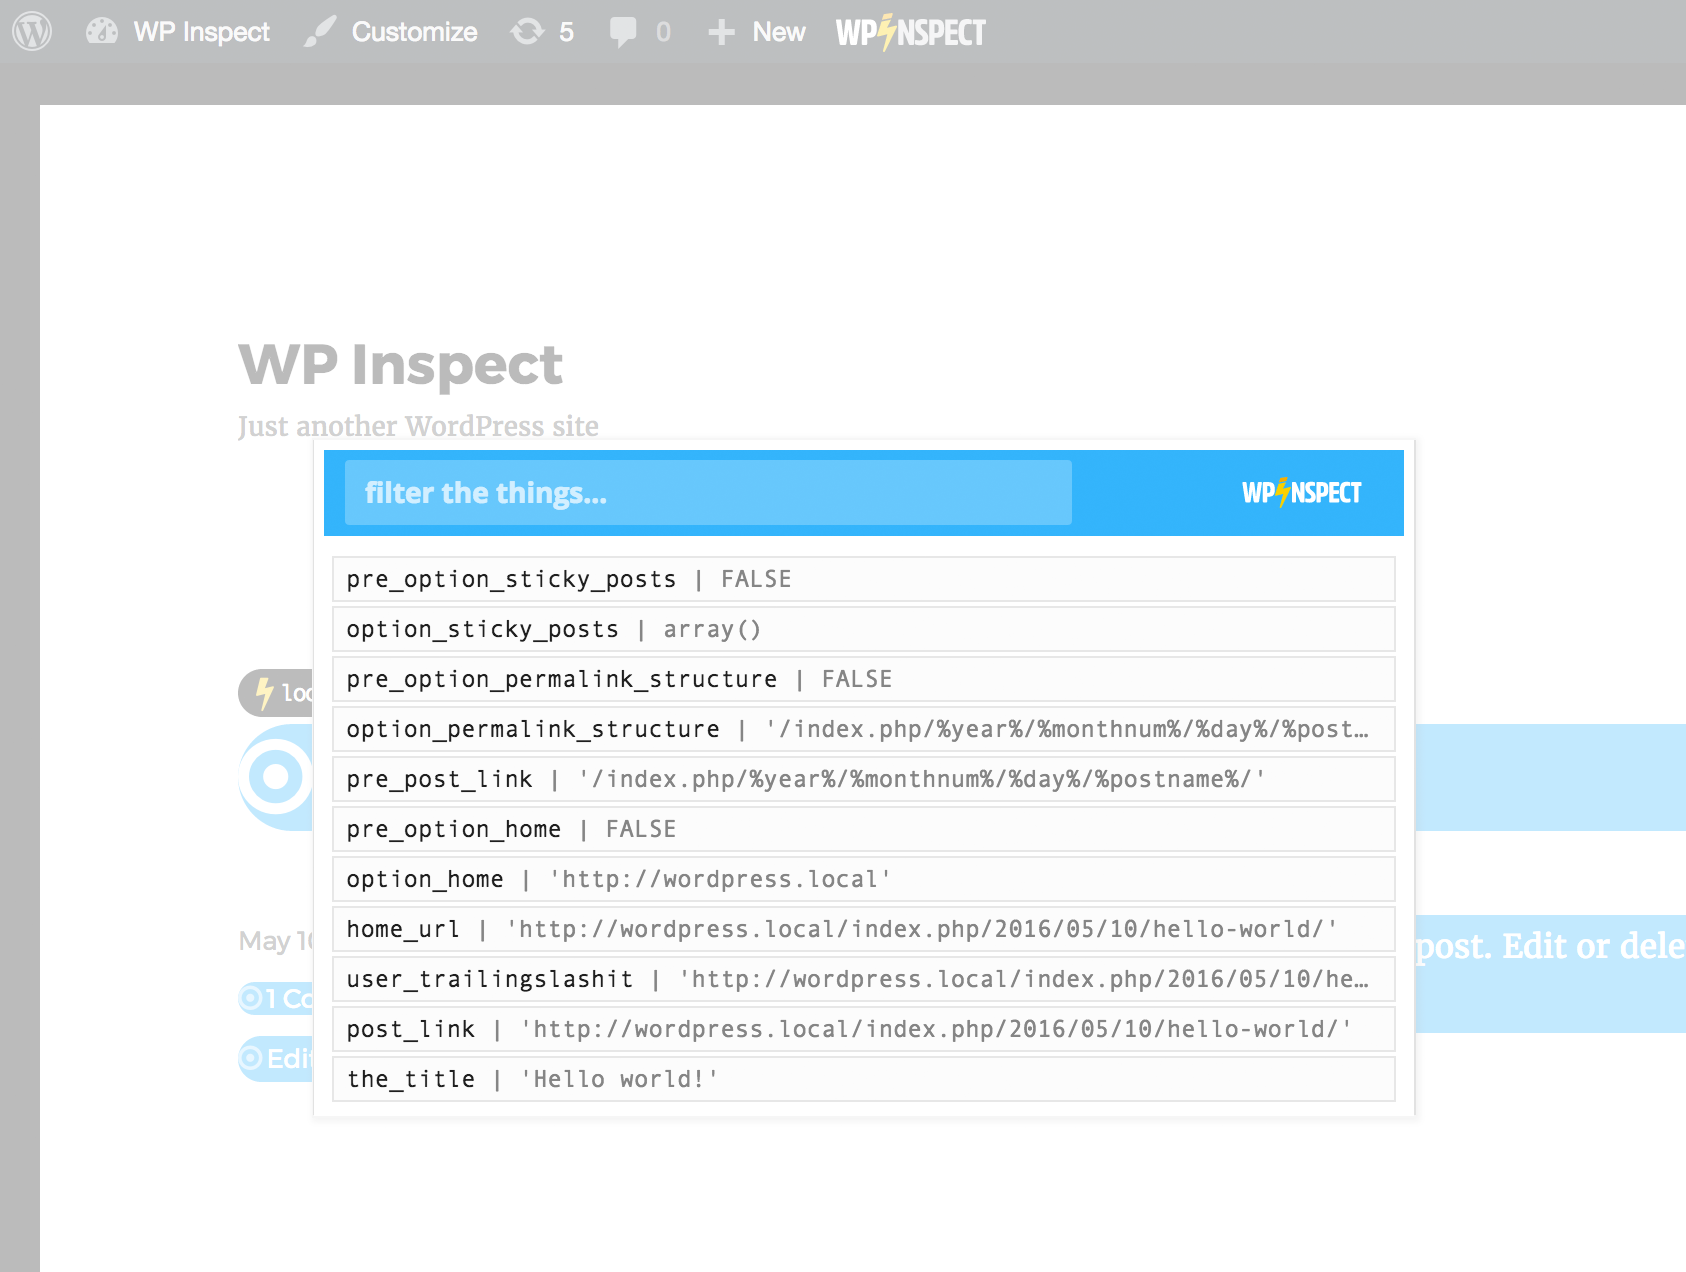 WP Inspect Customize 5 0 New WP⚡NSPECT
WP Inspect
Just another WordPress site
filter the things...
WP⚡NSPECT
pre_option_sticky_posts | FALSE
option_sticky_posts | array()
pre_option_permalink_structure | FALSE
option_permalink_structure | '/index.php/%year%/%monthnum%/%day%/%post…
pre_post_link | '/index.php/%year%/%monthnum%/%day%/%postname%/'
pre_option_home | FALSE
option_home | 'http://wordpress.local'
home_url | 'http://wordpress.local/index.php/2016/05/10/hello-world/'
user_trailingslashit | 'http://wordpress.local/index.php/2016/05/10/he…
post_link | 'http://wordpress.local/index.php/2016/05/10/hello-world/'
the_title | 'Hello world!'
May 10
post. Edit or dele
1 Co
Edit